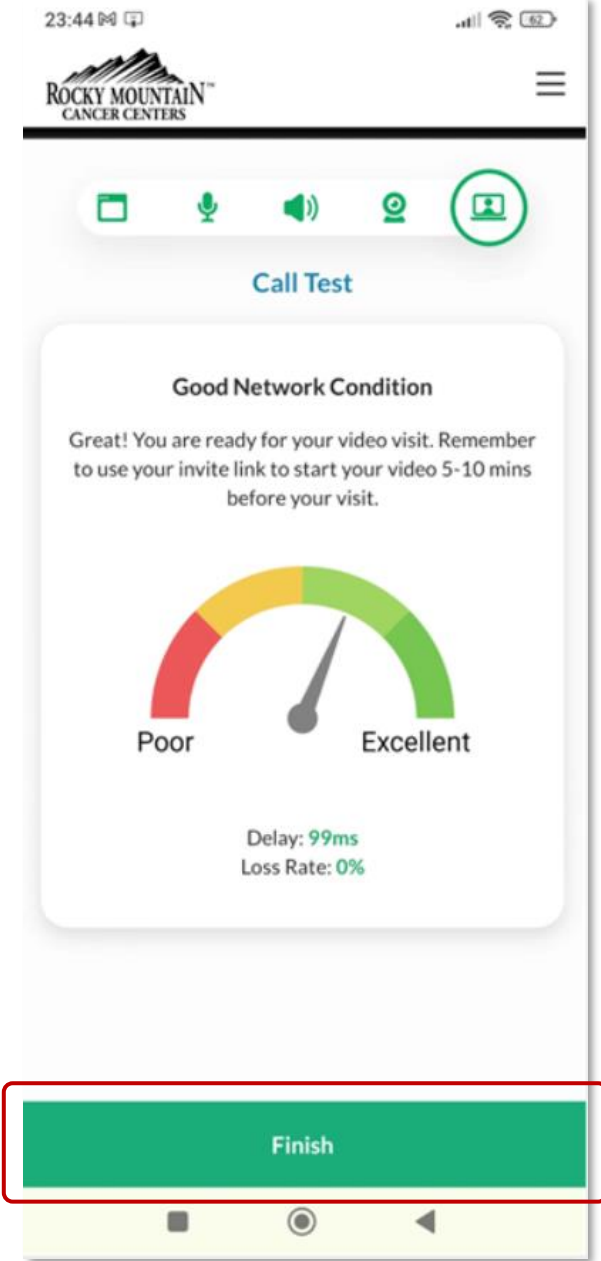 23:44
62
ROCKY MOUNTAIN™
CANCER CENTERS
Call Test
Good Network Condition
Great! You are ready for your video visit. Remember
to use your invite link to start your video 5-10 mins
before your visit.
Poor
Excellent
Delay: 99ms
Loss Rate: 0%
Finish